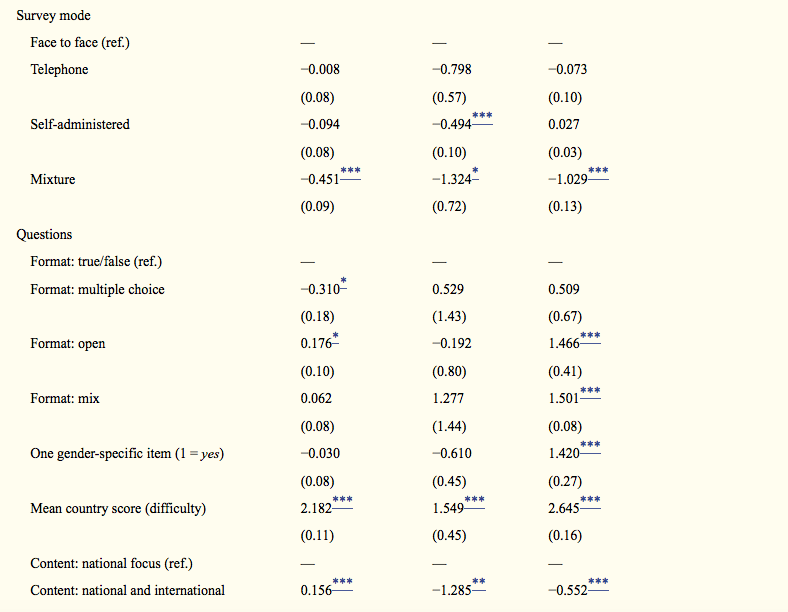 Survey mode
Face to face (ref.) — — —
Telephone −0.008 −0.798 −0.073
(0.08) (0.57) (0.10)
Self-administered −0.094 −0.494*** 0.027
(0.08) (0.10) (0.03)
Mixture −0.451*** −1.324* −1.029***
(0.09) (0.72) (0.13)
Questions
Format: true/false (ref.) — — —
Format: multiple choice −0.310* 0.529 0.509
(0.18) (1.43) (0.67)
Format: open 0.176* −0.192 1.466***
(0.10) (0.80) (0.41)
Format: mix 0.062 1.277 1.501***
(0.08) (1.44) (0.08)
One gender-specific item (1 = yes) −0.030 −0.610 1.420***
(0.08) (0.45) (0.27)
Mean country score (difficulty) 2.182*** 1.549*** 2.645***
(0.11) (0.45) (0.16)
Content: national focus (ref.) — — —
Content: national and international 0.156*** −1.285** −0.552***